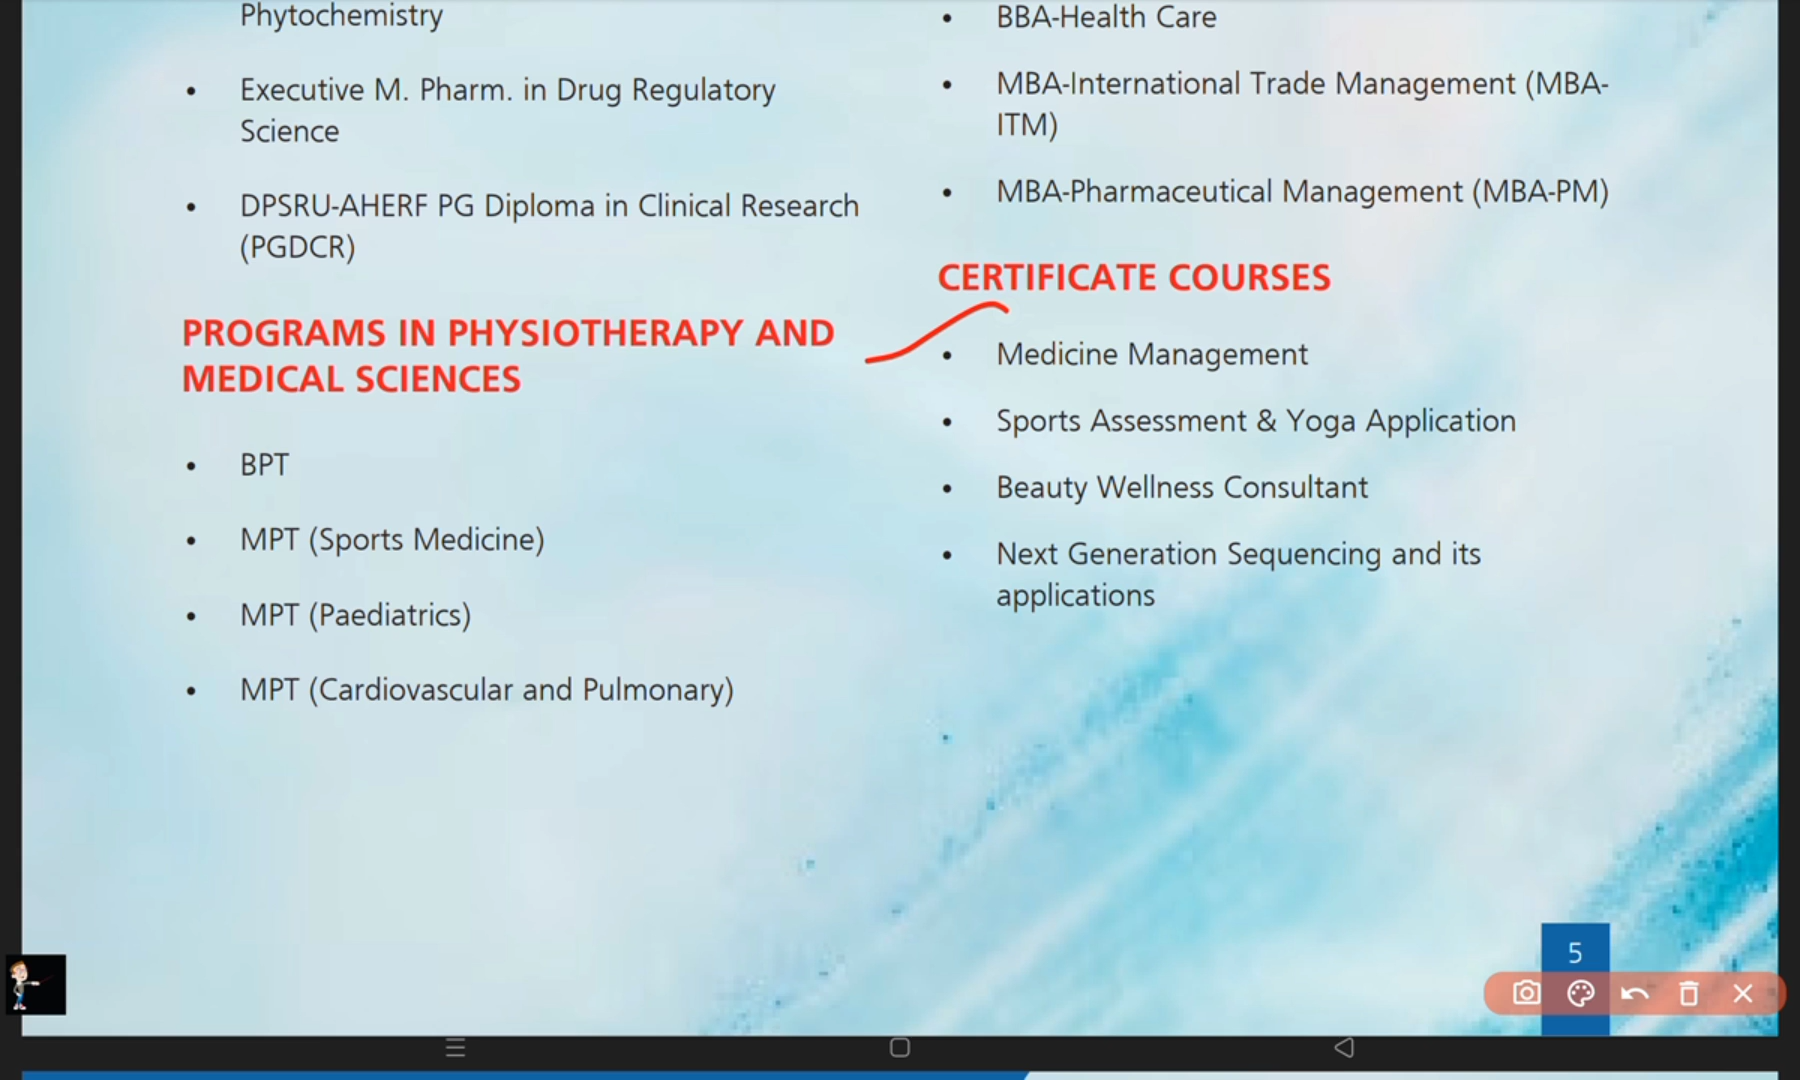 Phytochemistry
• Executive M. Pharm. in Drug Regulatory
Science
• DPSRU-AHERF PG Diploma in Clinical Research
(PGDCR)
PROGRAMS IN PHYSIOTHERAPY AND
MEDICAL SCIENCES
• BPT
• MPT (Sports Medicine)
• MPT (Paediatrics)
• MPT (Cardiovascular and Pulmonary)
• BBA-Health Care
• MBA-International Trade Management (MBA-
ITM)
• MBA-Pharmaceutical Management (MBA-PM)
CERTIFICATE COURSES
• Medicine Management
• Sports Assessment & Yoga Application
• Beauty Wellness Consultant
• Next Generation Sequencing and its
applications
5